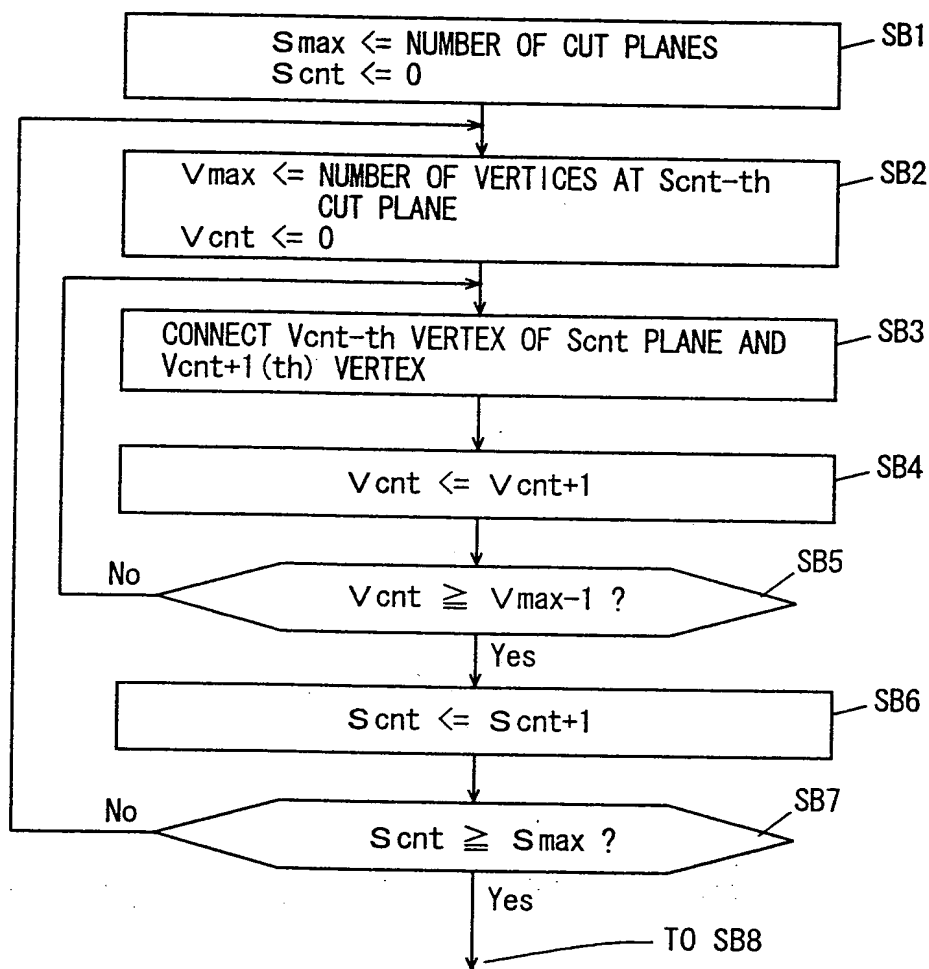 Smax <= NUMBER OF CUT PLANES
Scnt <= 0
SB1
Vmax <= NUMBER OF VERTICES AT Scnt-th
CUT PLANE
Vcnt <= 0
SB2
CONNECT Vcnt-th VERTEX OF Scnt PLANE AND
Vcnt+1(th) VERTEX
SB3
Vcnt <= Vcnt+1
SB4
No
Vcnt ≧ Vmax-1 ?
SB5
Yes
Scnt <= Scnt+1
SB6
No
Scnt ≧ Smax ?
SB7
Yes
TO SB8